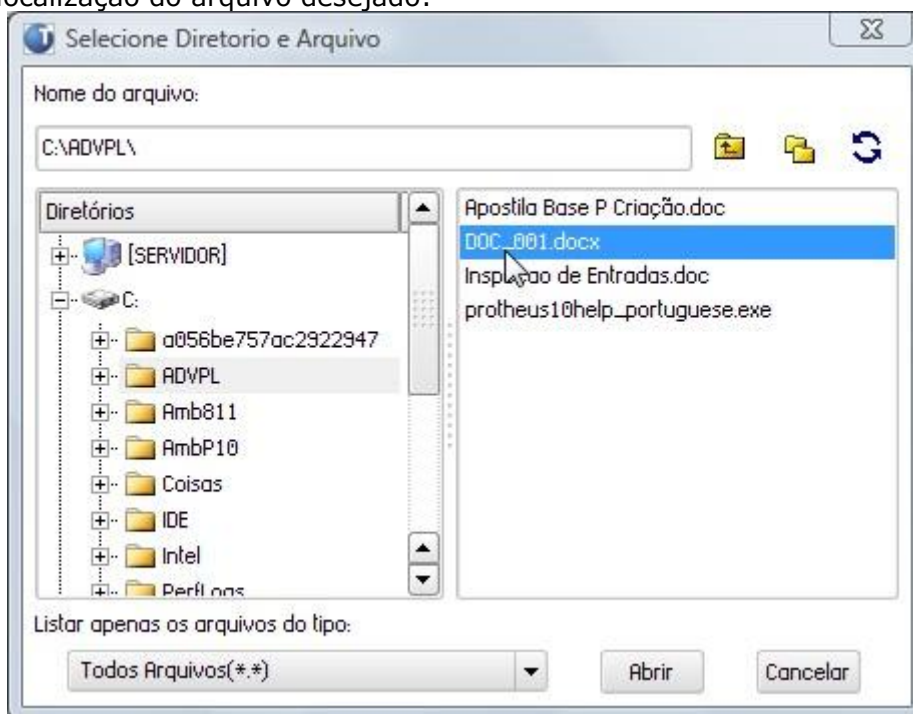 localização do arquivo desejado:
Selecione Diretorio e Arquivo
Nome do arquivo:
C:\ADVPL\
Diretórios
[SERVIDOR]
C:
a056be757ac2922947
ADVPL
Amb811
AmbP10
Coisas
IDE
Intel
PerfLogs
Apostila Base P Criação.doc
DOC_001.docx
Inspeçao de Entradas.doc
protheus10help_portuguese.exe
Listar apenas os arquivos do tipo:
Todos Arquivos(*.*)
Abrir
Cancelar